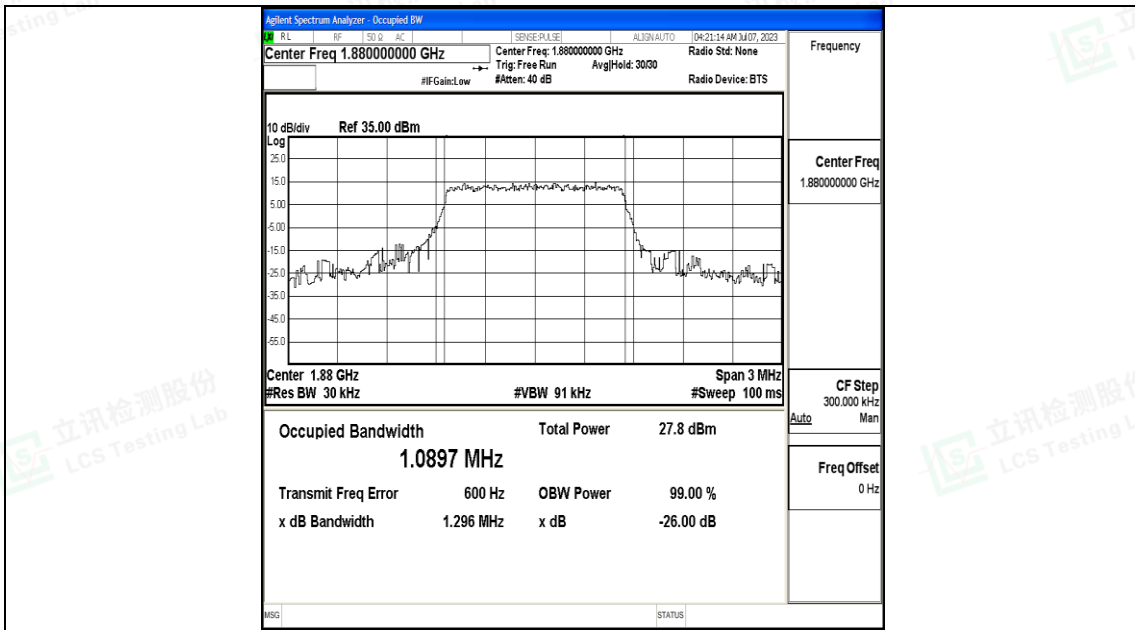 Agilent Spectrum Analyzer - Occupied BW
RL RF 50 Ω AC SENSE:PULSE ALIGN AUTO 04:21:14 AM Jul 07, 2023
Center Freq 1.880000000 GHz
Center Freq: 1.880000000 GHz Radio Std: None
Trig: Free Run Avg|Hold: 30/30
#IFGain:Low #Atten: 40 dB Radio Device: BTS
10 dB/div Ref 35.00 dBm
Log
25.0
15.0
5.00
-5.00
-15.0
-25.0
-35.0
-45.0
-55.0
Center 1.88 GHz Span 3 MHz
#Res BW 30 kHz #VBW 91 kHz #Sweep 100 ms
Occupied Bandwidth Total Power 27.8 dBm
1.0897 MHz
Transmit Freq Error 600 Hz OBW Power 99.00 %
x dB Bandwidth 1.296 MHz x dB -26.00 dB
MSG STATUS
Frequency
Center Freq
1.880000000 GHz
CF Step
300.000 kHz
Auto Man
Freq Offset
0 Hz
立讯检测股份
LCS Testing Lab
立讯检测股份
LCS Testing L